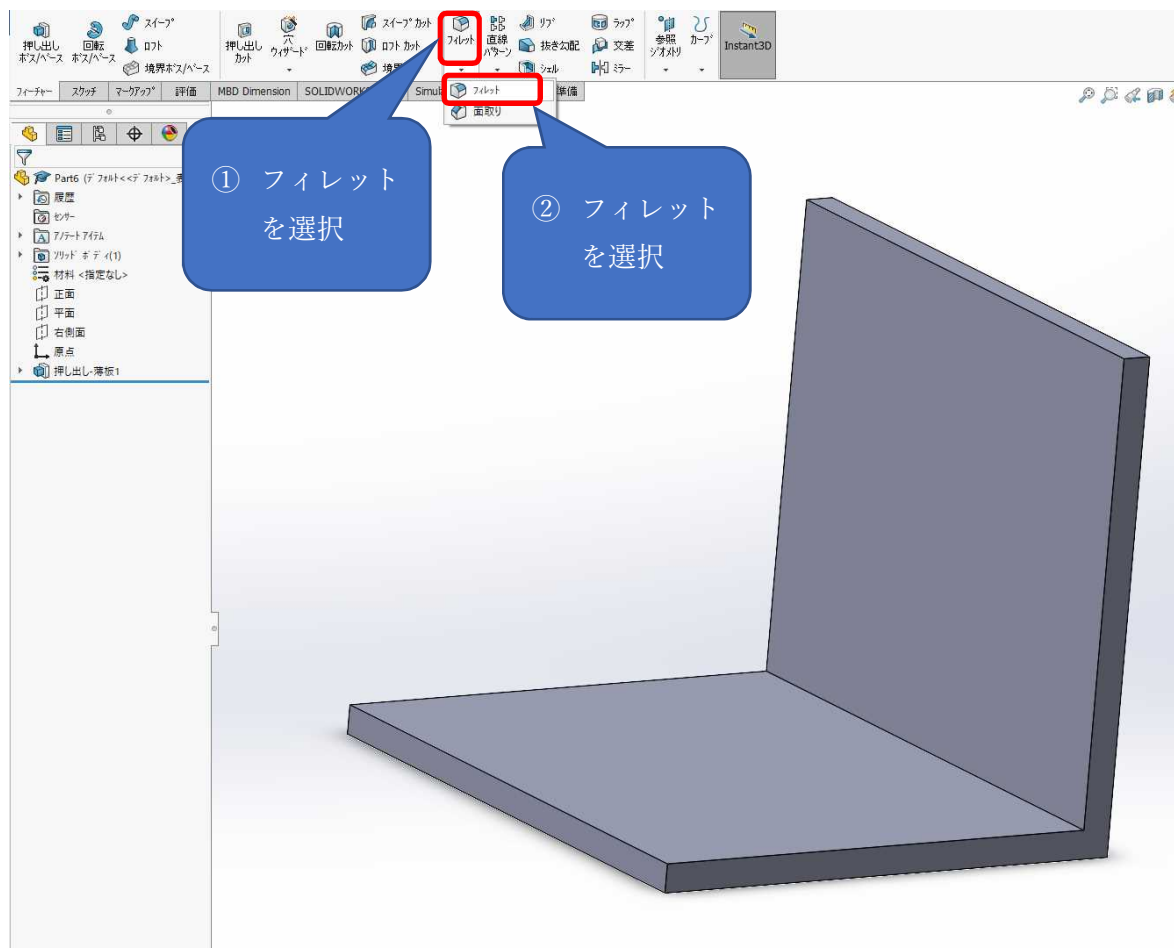 押し出し
ボス/ベース
回転
ボス/ベース
スイープ
ロフト
境界ボス/ベース
押し出し
カット
穴
ウィザード
回転カット
スイープ カット
ロフト カット
フィレット
直線
パターン
リブ
抜き勾配
シェル
ラップ
交差
ミラー
参照
ジオメトリ
カーブ
Instant3D
フィーチャー
スケッチ
マークアップ
評価
MBD Dimension
フィレット
面取り
準備
① フィレット
を選択
② フィレット
を選択
履歴
センサー
アノテート アイテム
ソリッド ボディ(1)
材料 <指定なし>
正面
平面
右側面
原点
押し出し-薄板1